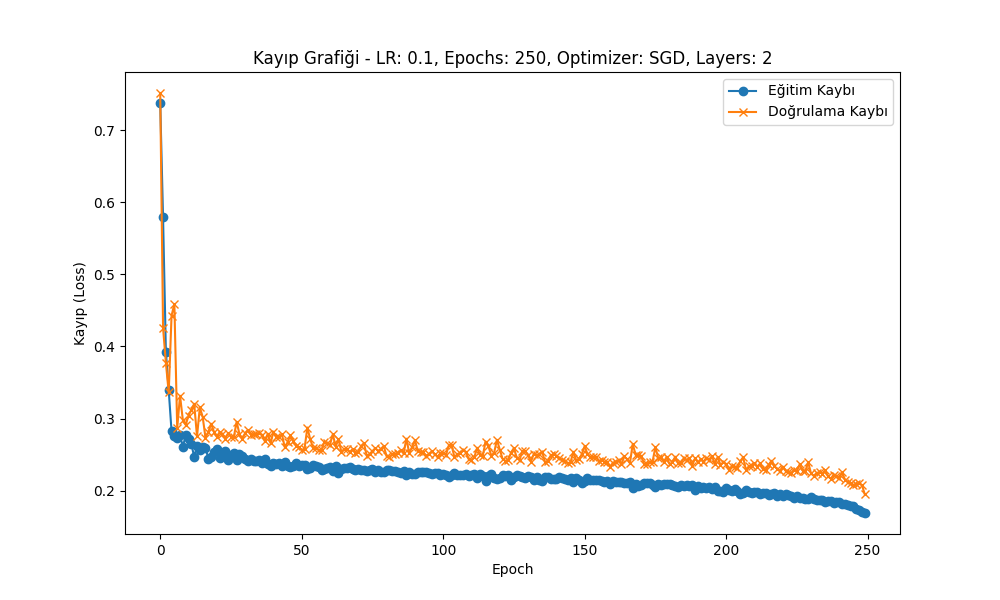 Kayıp Grafiği - LR: 0.1, Epochs: 250, Optimizer: SGD, Layers: 2
Eğitim Kaybı
Doğrulama Kaybı
Kayıp (Loss)
0.7
0.6
0.5
0.4
0.3
0.2
0
50
100
150
200
250
Epoch